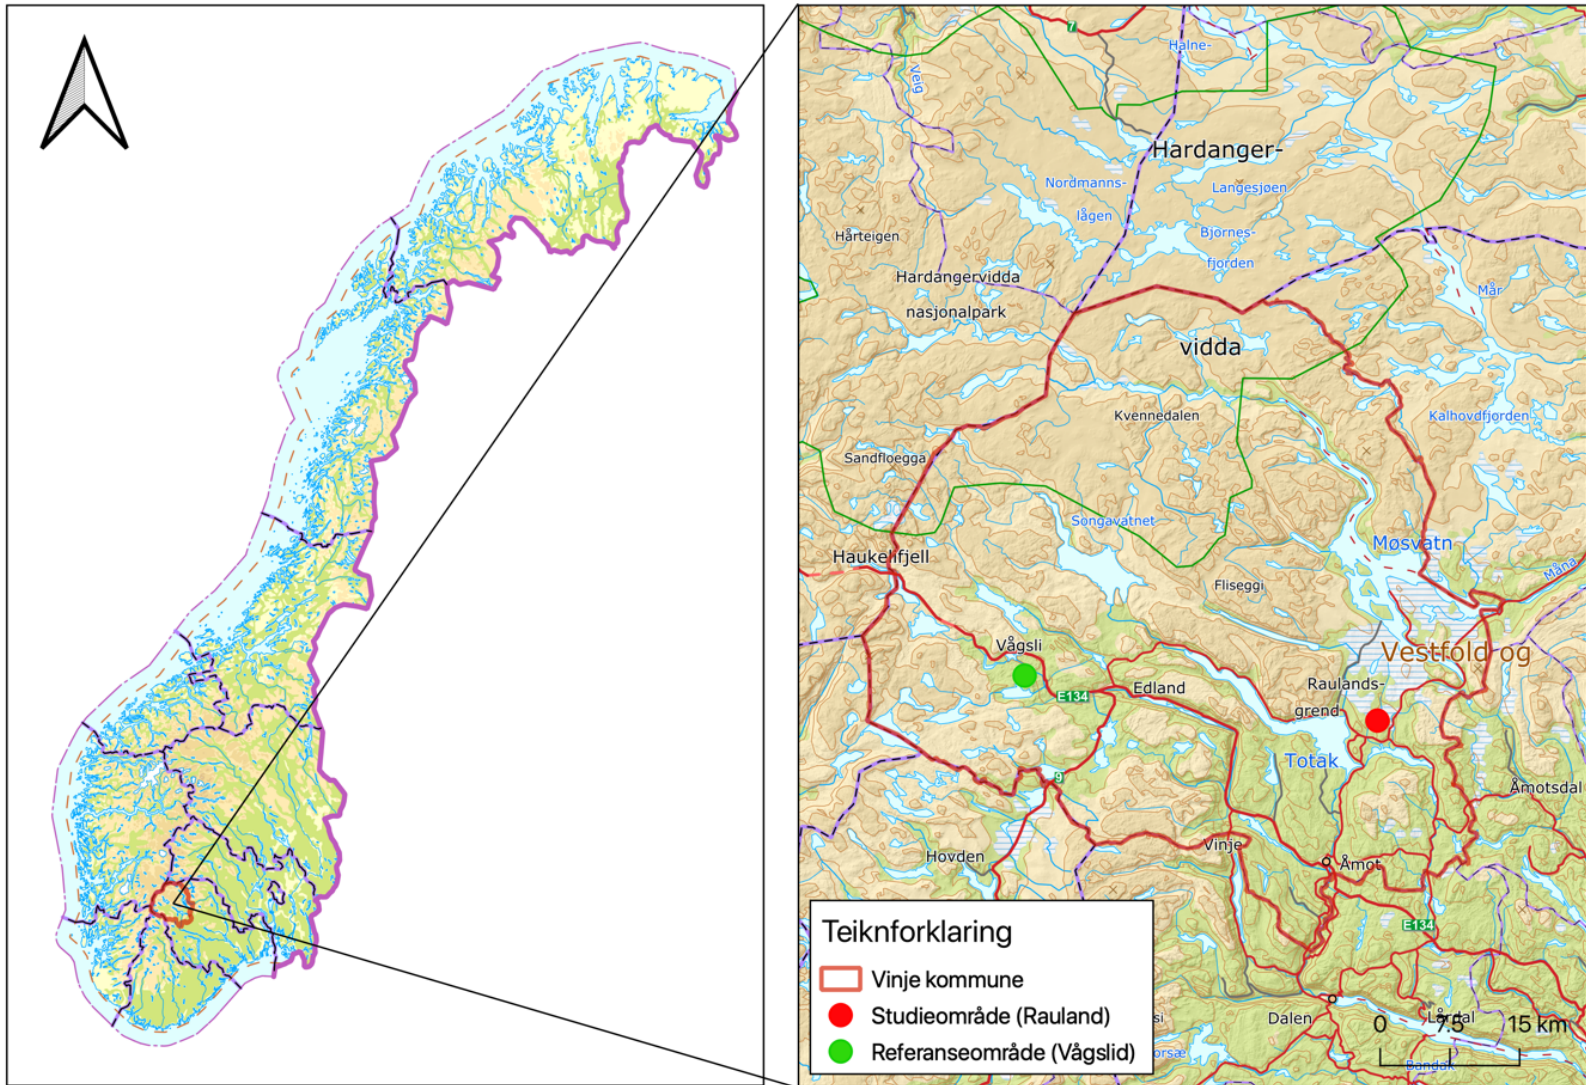 7
Halne-
Veig
Hardanger-
Nordmanns-
lågen
Langesjøen
Bjornes-
fjorden
Hårteigen
Hardangervidda
nasjonalpark
Mår
vidda
Kvennedalen
Kalhovdfjorden
Sandfloegga
Songavatnet
Haukelifjell
Møsvatn
Måna
Fliseggi
Vågsli
Vestfold og
Edland
E134
Raulands-
grend
Totak
9
Åmotsdal
Vinje
Åmot
Hovden
E134
Teiknforklaring
Vinje kommune
Studieområde (Rauland)
Referanseområde (Vågslid)
Dalen
Lårdal
0 7.5 15 km
Bandak